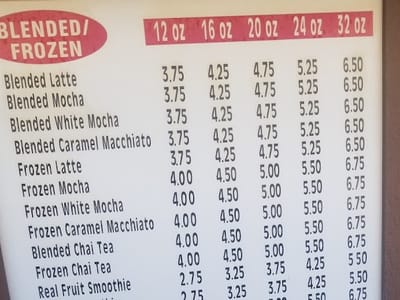 BLENDED/
FROZEN
12 oz 16 oz 20 oz 24 oz 32 oz
Blended Latte 3.75 4.25 4.75 5.25 6.50
Blended Mocha 3.75 4.25 4.75 5.25 6.50
Blended White Mocha 3.75 4.25 4.75 5.25 6.50
Blended Caramel Macchiato 3.75 4.25 4.75 5.25 6.50
Frozen Latte 3.75 4.25 4.75 5.25 6.50
Frozen Mocha 4.00 4.50 5.00 5.50 6.75
Frozen White Mocha 4.00 4.50 5.00 5.50 6.75
Frozen Caramel Macchiato 4.00 4.50 5.00 5.50 6.75
Blended Chai Tea 4.00 4.50 5.00 5.50 6.75
Frozen Chai Tea 4.00 4.50 5.00 5.50 6.75
Real Fruit Smoothie 2.75 3.25 3.75 4.25 5.50
2.75 3.25 3.75